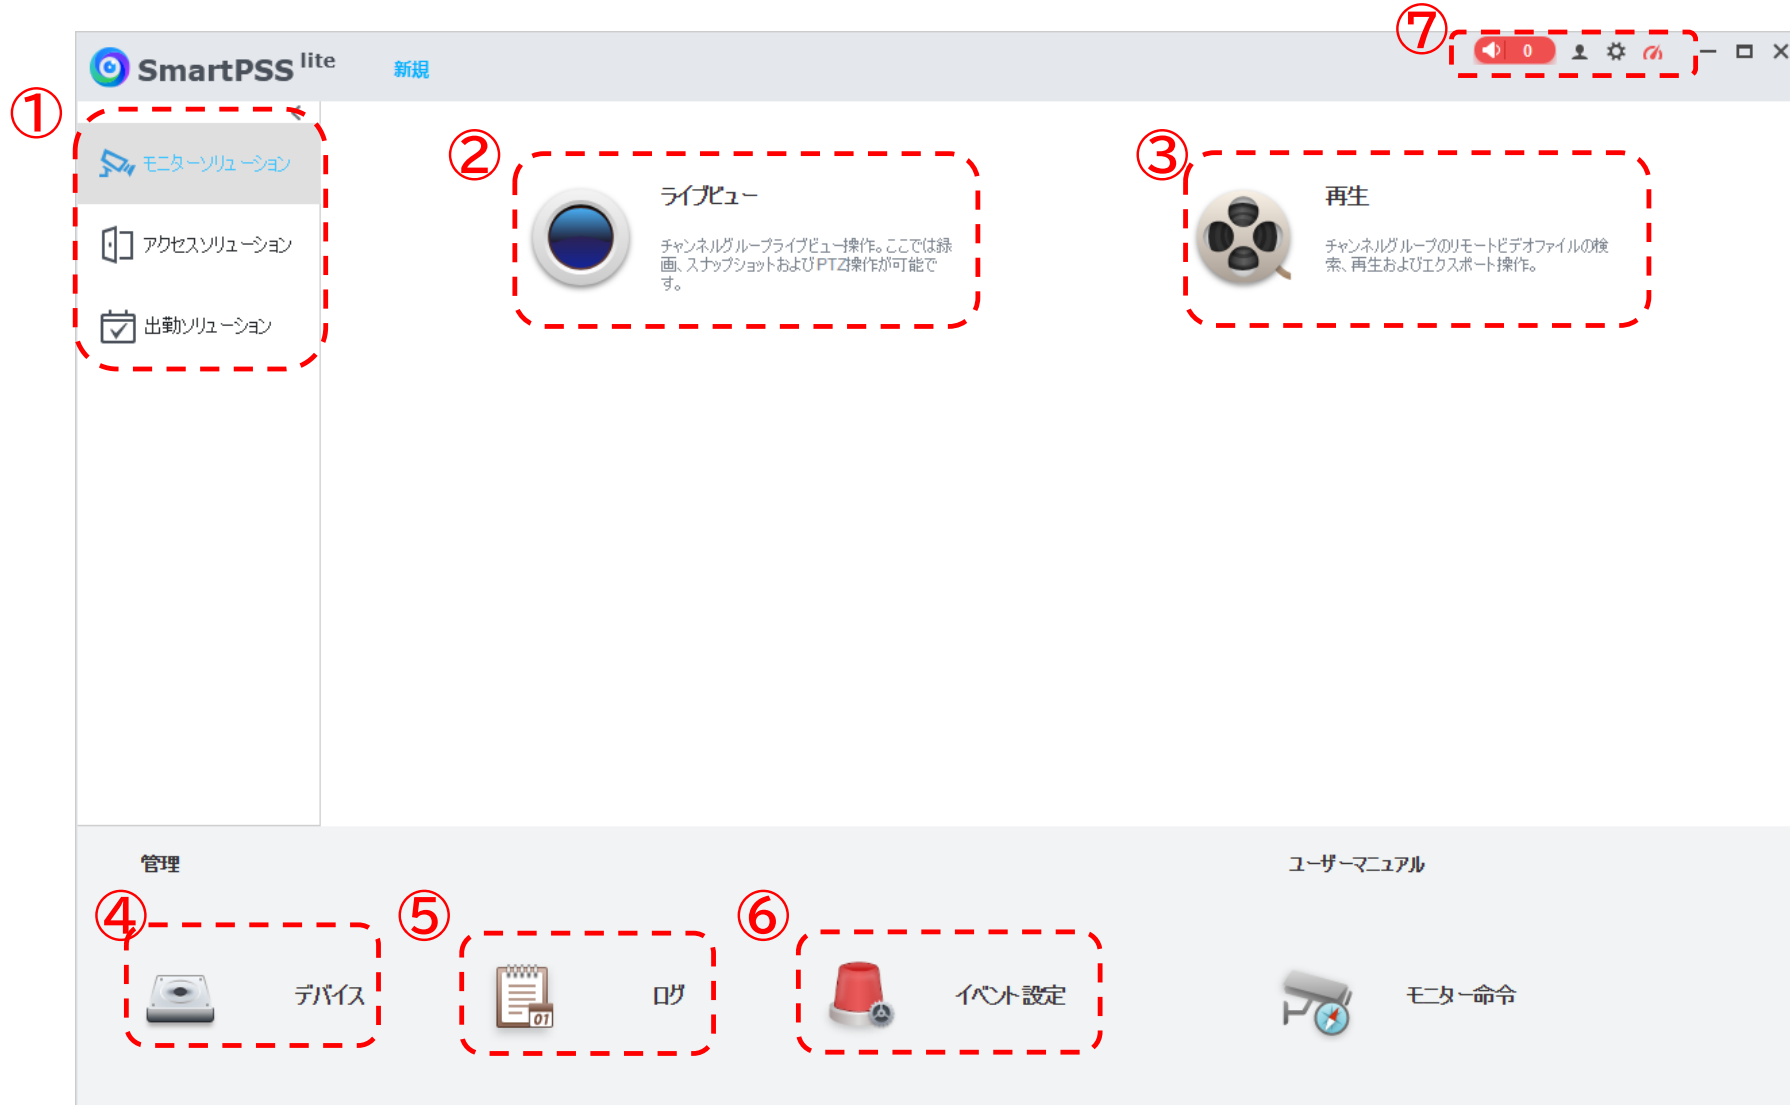 ⑦
SmartPSS lite
新規
0
①
②
③
モニターソリューション
ライブビュー
再生
アクセスソリューション
チャンネルグループライブビュー操作。ここでは録
画、スナップショットおよびPTZ操作が可能で
す。
チャンネルグループのリモートビデオファイルの検
索、再生およびエクスポート操作。
出勤ソリューション
管理
ユーザーマニュアル
④
⑤
⑥
デバイス
01
ログ
イベント設定
モニター命令